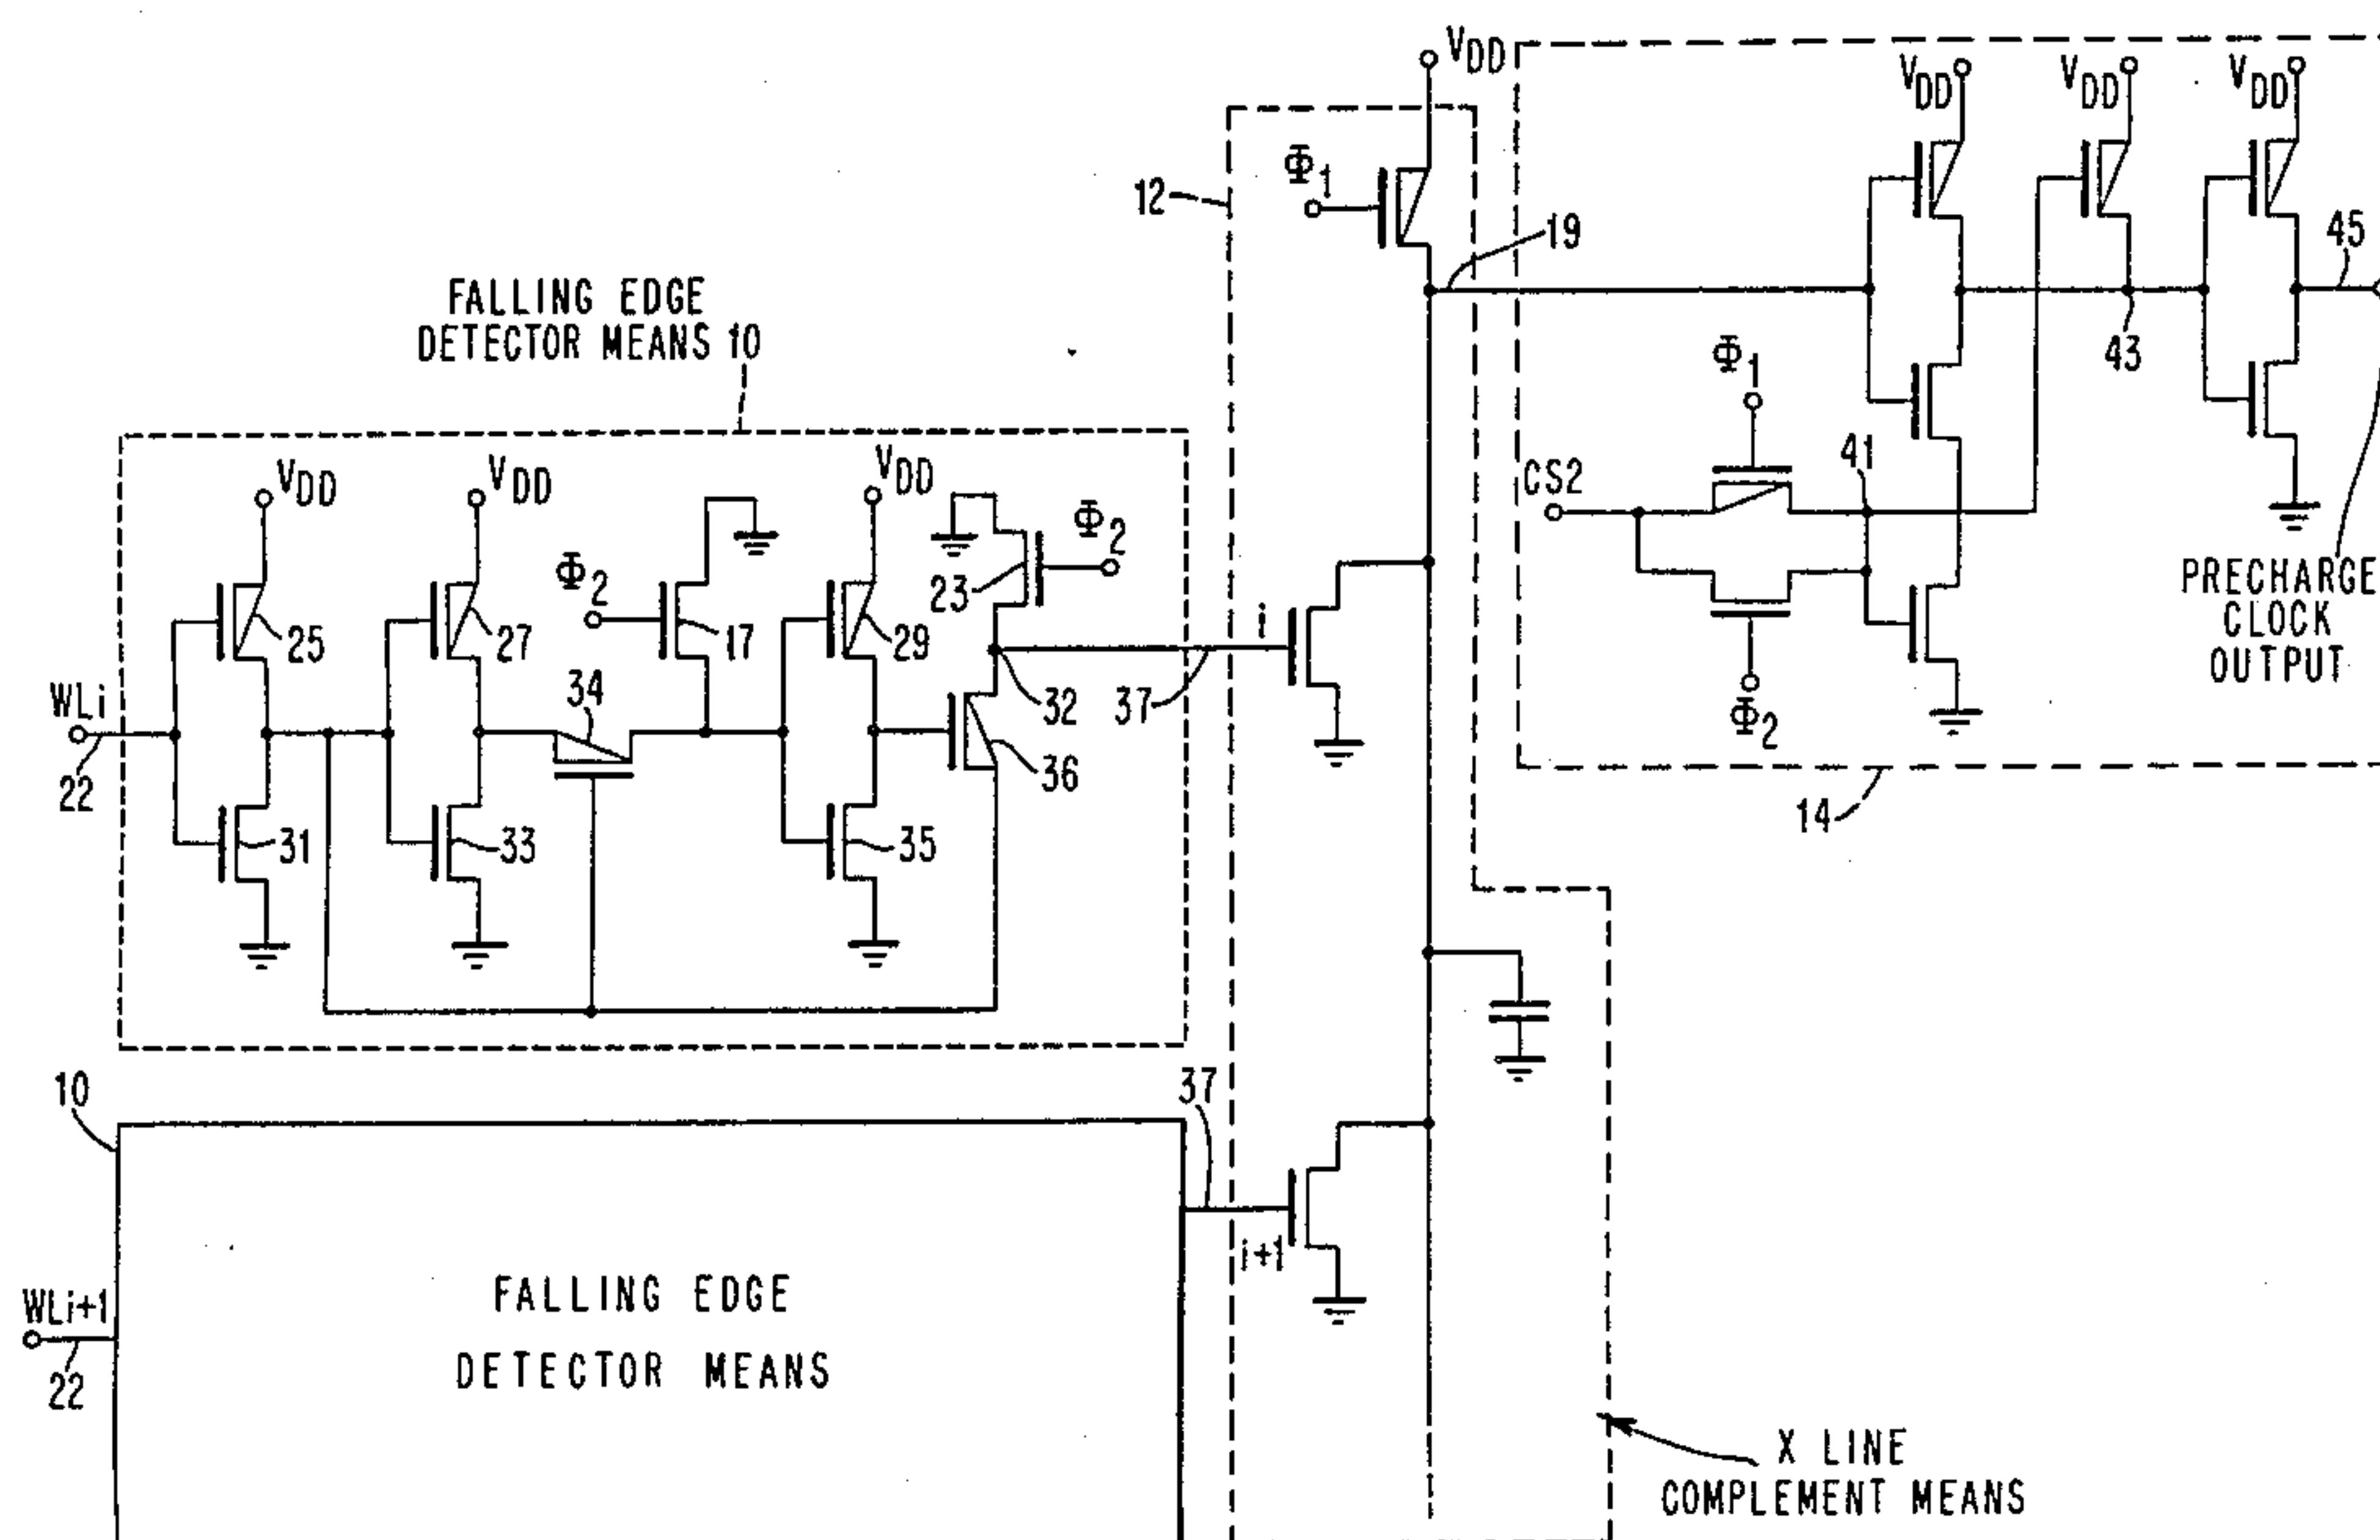 VDD
VDD
VDD
VDD
Φ1
12
19
45
FALLING EDGE
DETECTOR MEANS 10
43
Φ1
41
CS2
VDD
VDD
VDD
Φ2
Φ2
23
PRECHARGE
CLOCK
OUTPUT
25
27
17
29
i
WLi
34
32
37
Φ2
22
36
14
31
33
35
10
37
i+1
WLi+1
22
FALLING EDGE
DETECTOR MEANS
X LINE
COMPLEMENT MEANS